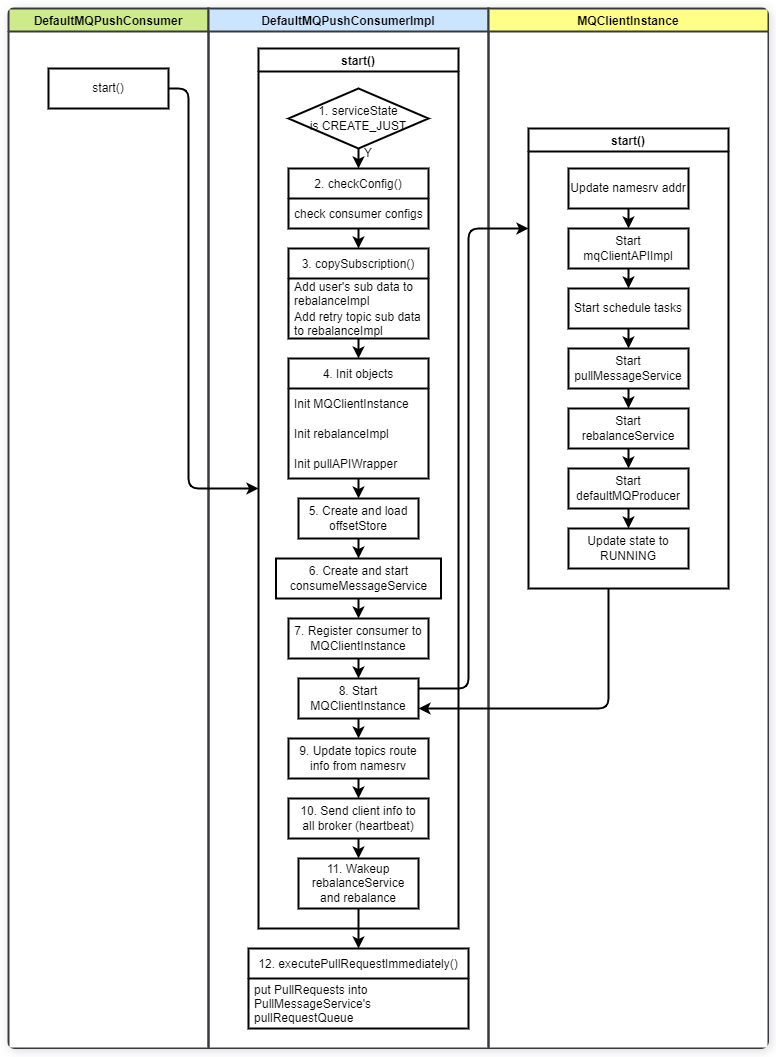 DefaultMQPushConsumer
DefaultMQPushConsumerImpl
MQClientInstance
start()
start()
1. serviceState
is CREATE_JUST
Y
2. checkConfig()
check consumer configs
3. copySubscription()
Add user's sub data to
rebalanceImpl
Add retry topic sub data
to rebalanceImpl
4. Init objects
Init MQClientInstance
Init rebalanceImpl
Init pullAPIWrapper
5. Create and load
offsetStore
6. Create and start
consumeMessageService
7. Register consumer to
MQClientInstance
8. Start
MQClientInstance
9. Update topics route
info from namesrv
10. Send client info to
all broker (heartbeat)
11. Wakeup
rebalanceService
and rebalance
12. executePullRequestImmediately()
put PullRequests into
PullMessageService's
pullRequestQueue
start()
Update namesrv addr
Start
mqClientAPIImpl
Start schedule tasks
Start
pullMessageService
Start
rebalanceService
Start
defaultMQProducer
Update state to
RUNNING